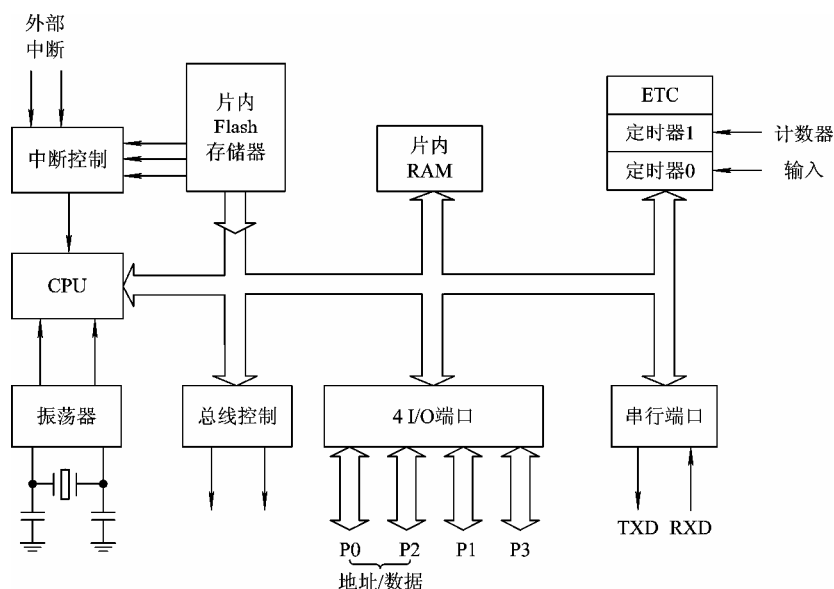 外部
中断
片内
Flash
存储器
中断控制
片内
RAM
ETC
定时器1
定时器0
计数器
输入
CPU
振荡器
总线控制
4 I/O端口
串行端口
TXD RXD
P0 P2 P1 P3
地址/数据